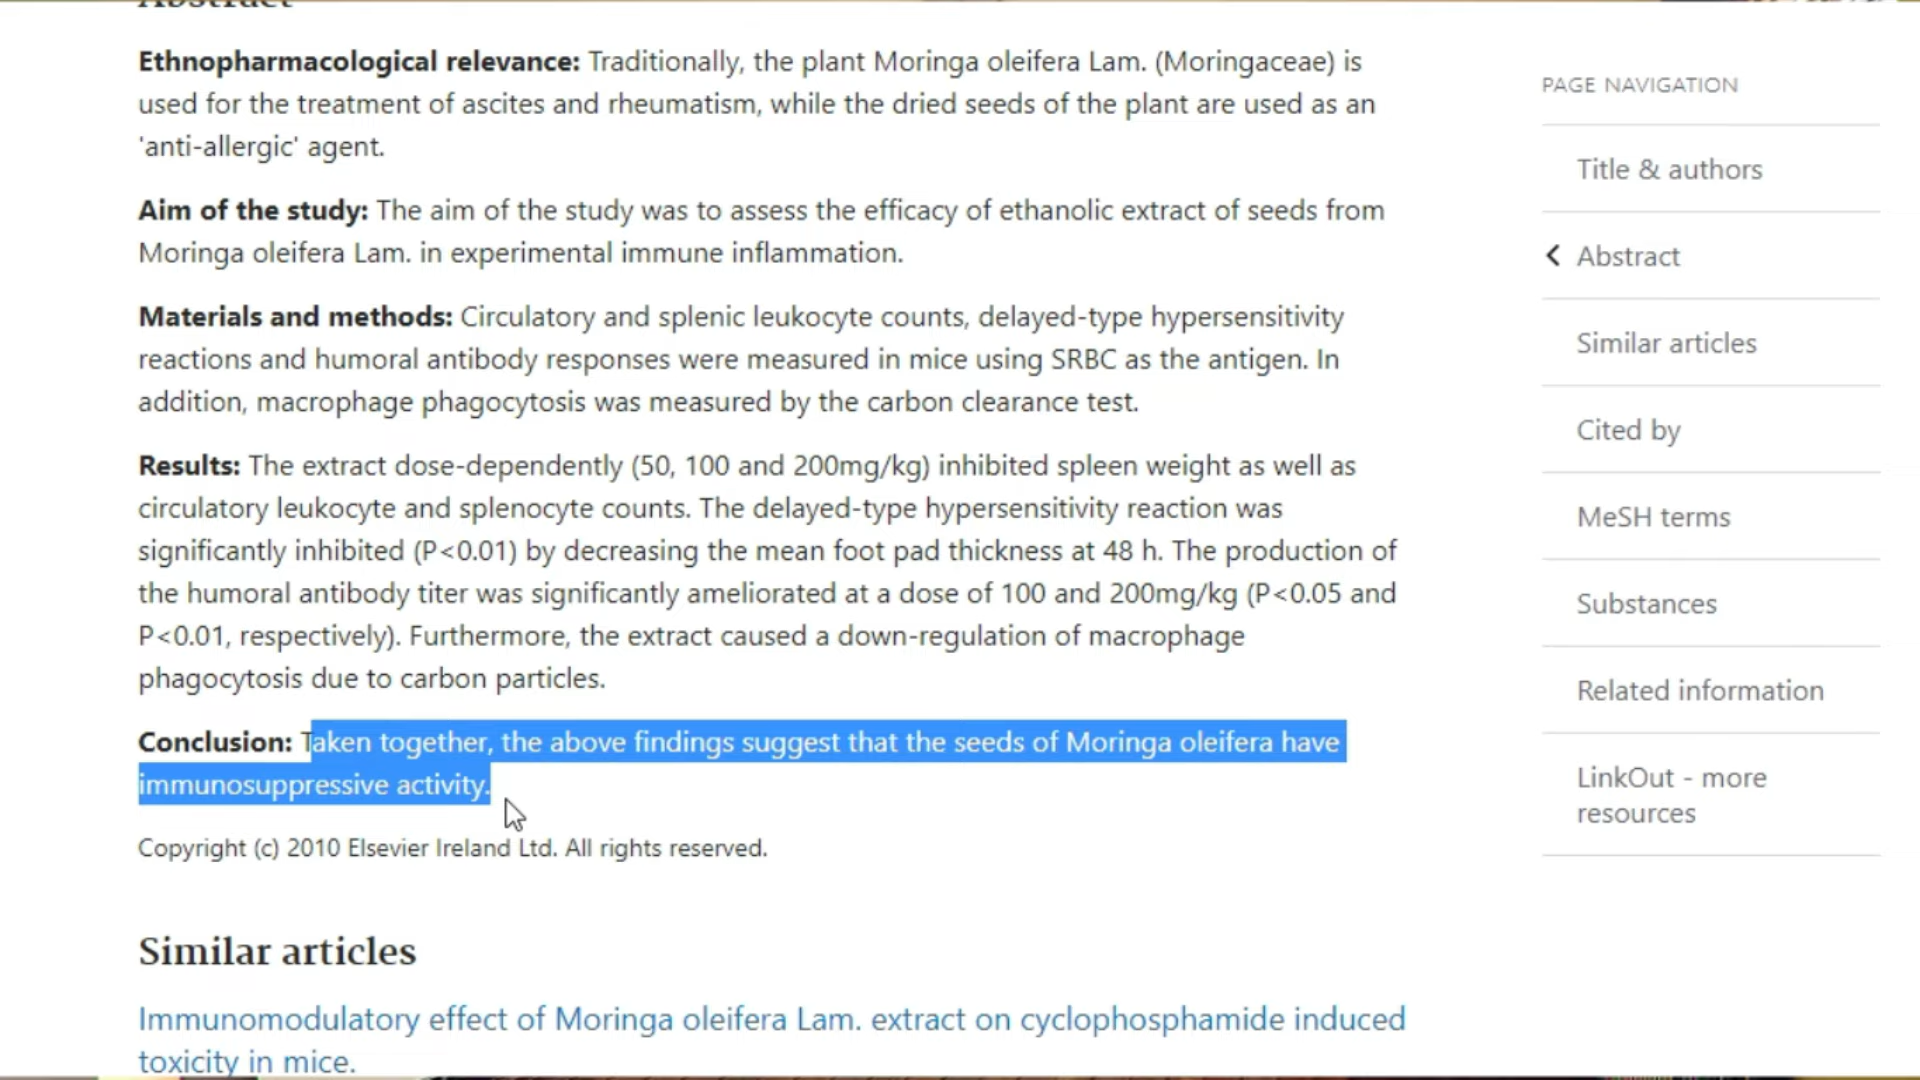 Abstract
Ethnopharmacological relevance: Traditionally, the plant Moringa oleifera Lam. (Moringaceae) is
used for the treatment of ascites and rheumatism, while the dried seeds of the plant are used as an
'anti-allergic' agent.
Aim of the study: The aim of the study was to assess the efficacy of ethanolic extract of seeds from
Moringa oleifera Lam. in experimental immune inflammation.
Materials and methods: Circulatory and splenic leukocyte counts, delayed-type hypersensitivity
reactions and humoral antibody responses were measured in mice using SRBC as the antigen. In
addition, macrophage phagocytosis was measured by the carbon clearance test.
Results: The extract dose-dependently (50, 100 and 200mg/kg) inhibited spleen weight as well as
circulatory leukocyte and splenocyte counts. The delayed-type hypersensitivity reaction was
significantly inhibited (P<0.01) by decreasing the mean foot pad thickness at 48 h. The production of
the humoral antibody titer was significantly ameliorated at a dose of 100 and 200mg/kg (P<0.05 and
P<0.01, respectively). Furthermore, the extract caused a down-regulation of macrophage
phagocytosis due to carbon particles.
Conclusion: Taken together, the above findings suggest that the seeds of Moringa oleifera have
immunosuppressive activity.
Copyright (c) 2010 Elsevier Ireland Ltd. All rights reserved.
Similar articles
Immunomodulatory effect of Moringa oleifera Lam. extract on cyclophosphamide induced
toxicity in mice.
PAGE NAVIGATION
Title & authors
Abstract
Similar articles
Cited by
MeSH terms
Substances
Related information
LinkOut - more
resources